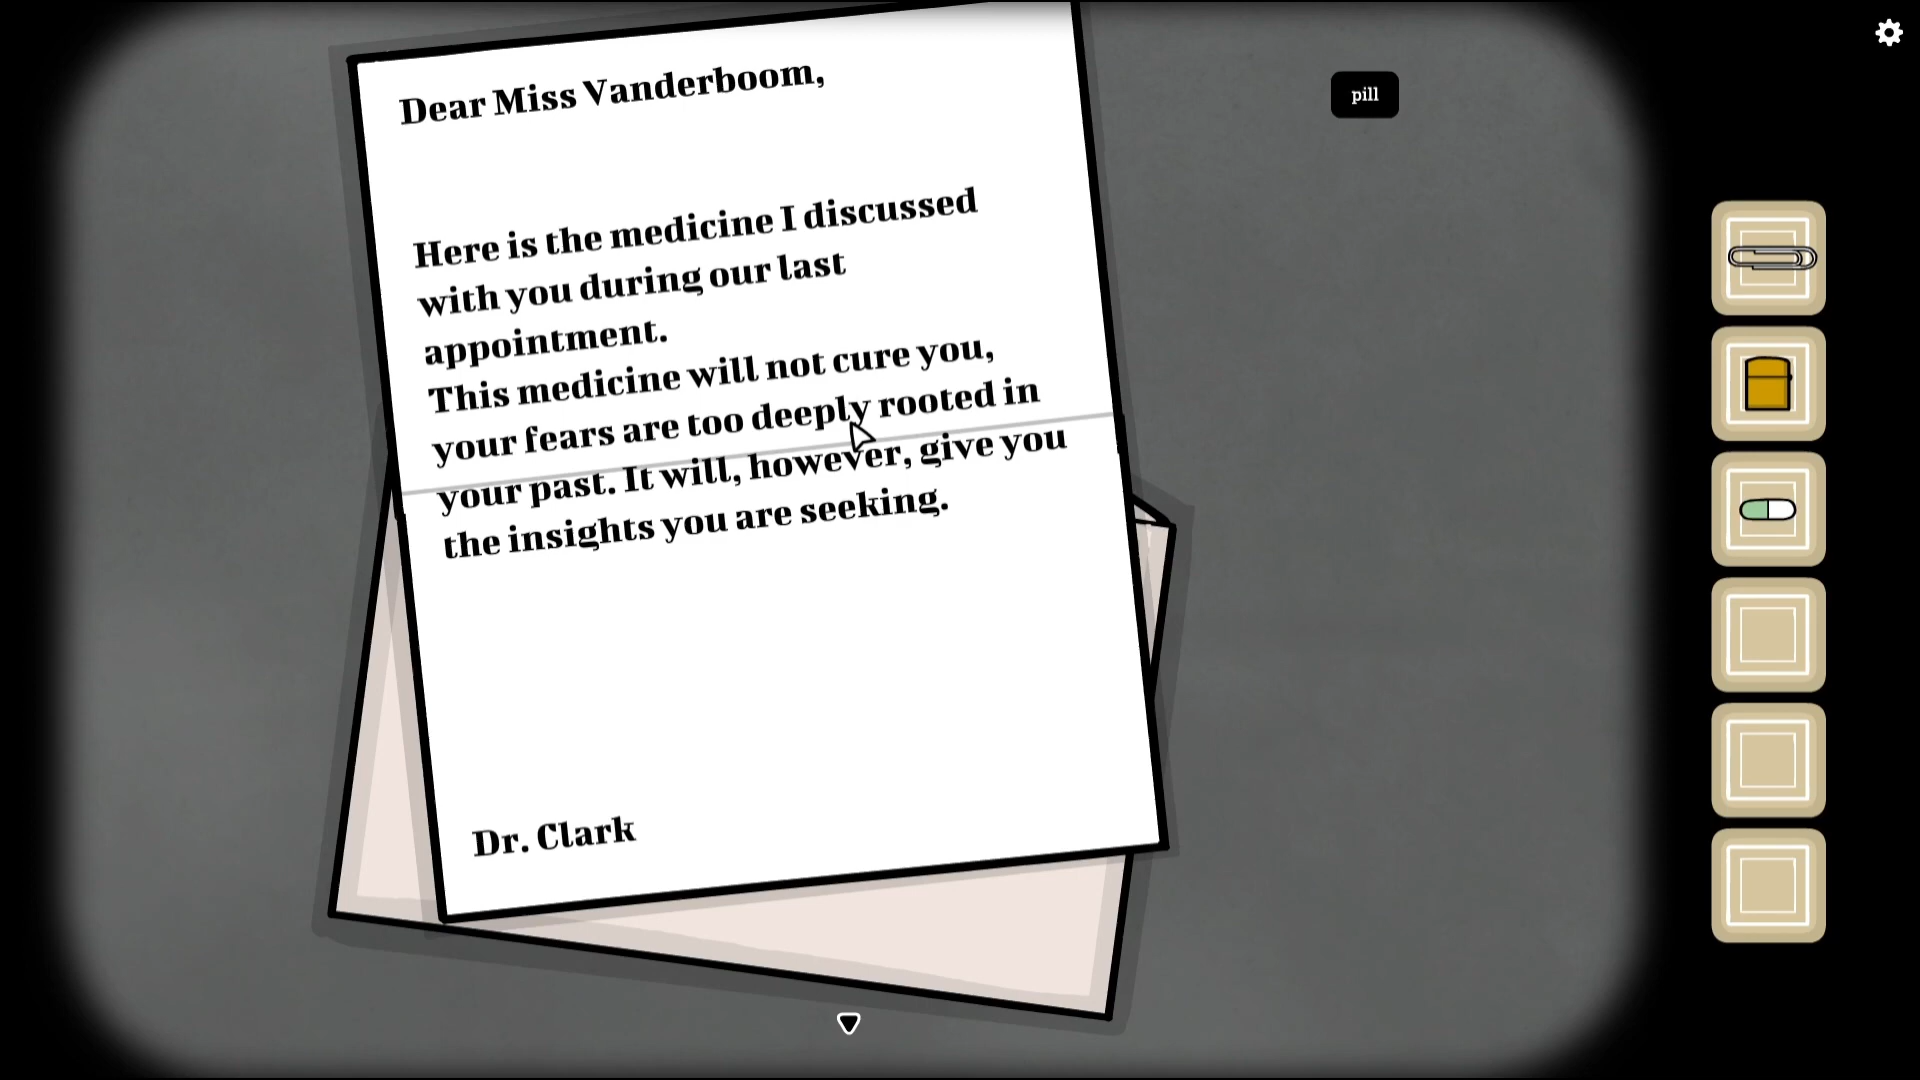 Dear Miss Vanderboom,
pill
Here is the medicine I discussed
with you during our last
appointment.
This medicine will not cure you,
your fears are too deeply rooted in
your past. It will, however, give you
the insights you are seeking.
Dr. Clark